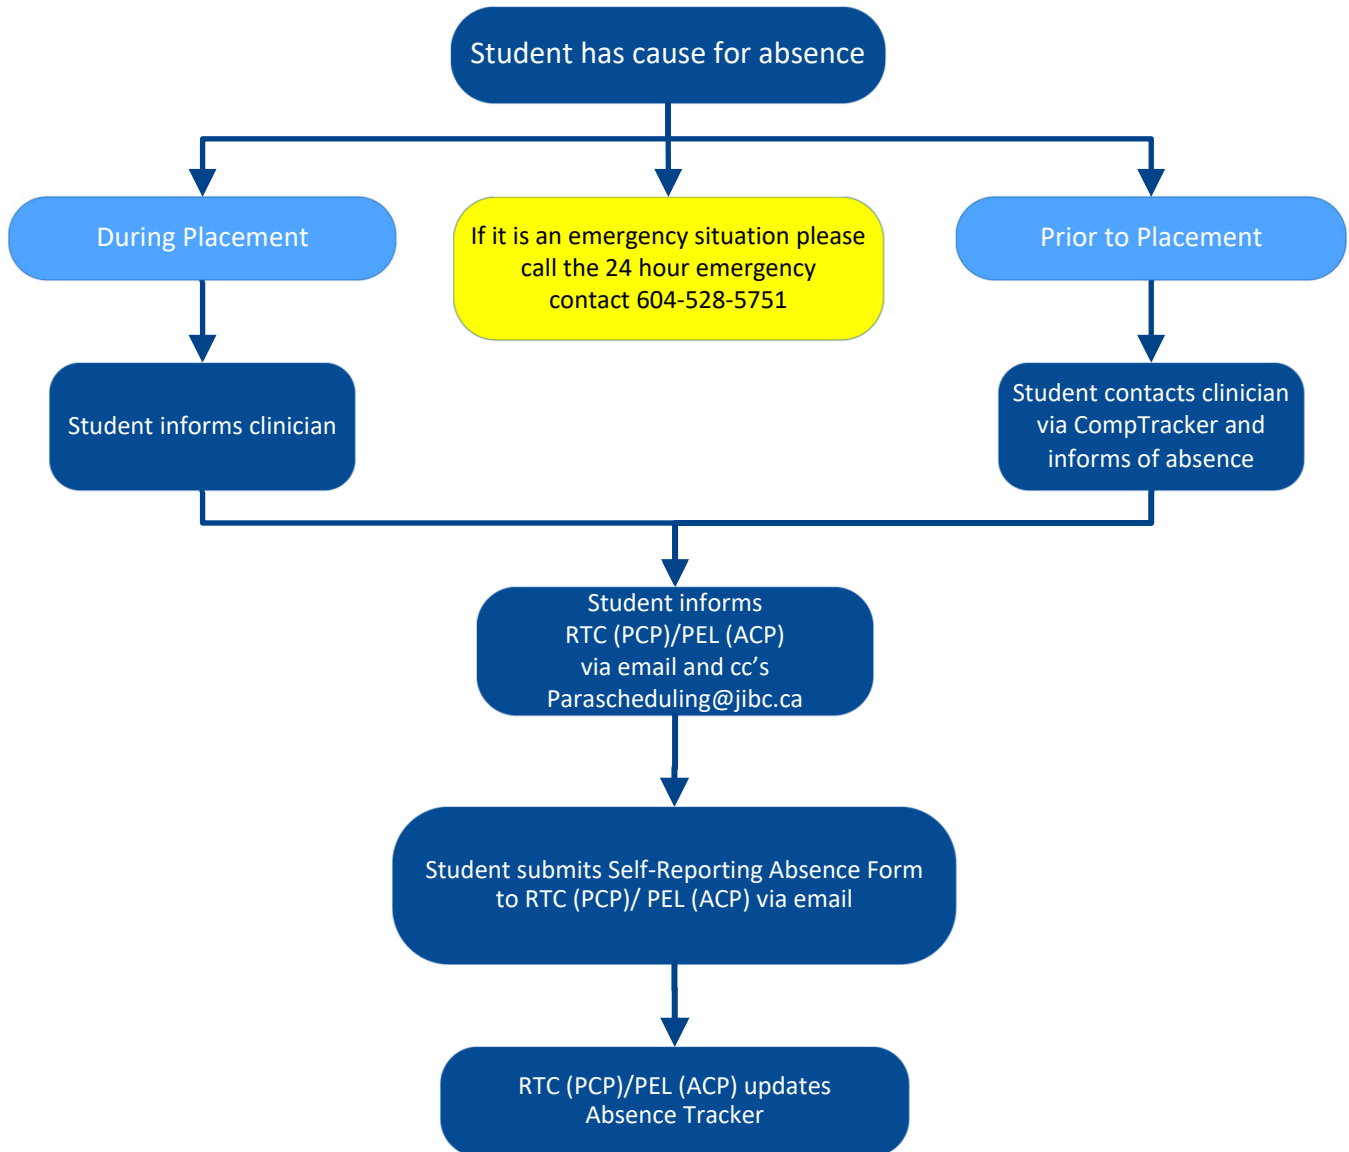 Student has cause for absence
During Placement
If it is an emergency situation please
call the 24 hour emergency
contact 604-528-5751
Prior to Placement
Student informs clinician
Student contacts clinician
via CompTracker and
informs of absence
Student informs
RTC (PCP)/PEL (ACP)
via email and cc’s
Parascheduling@jibc.ca
Student submits Self-Reporting Absence Form
to RTC (PCP)/ PEL (ACP) via email
RTC (PCP)/PEL (ACP) updates
Absence Tracker